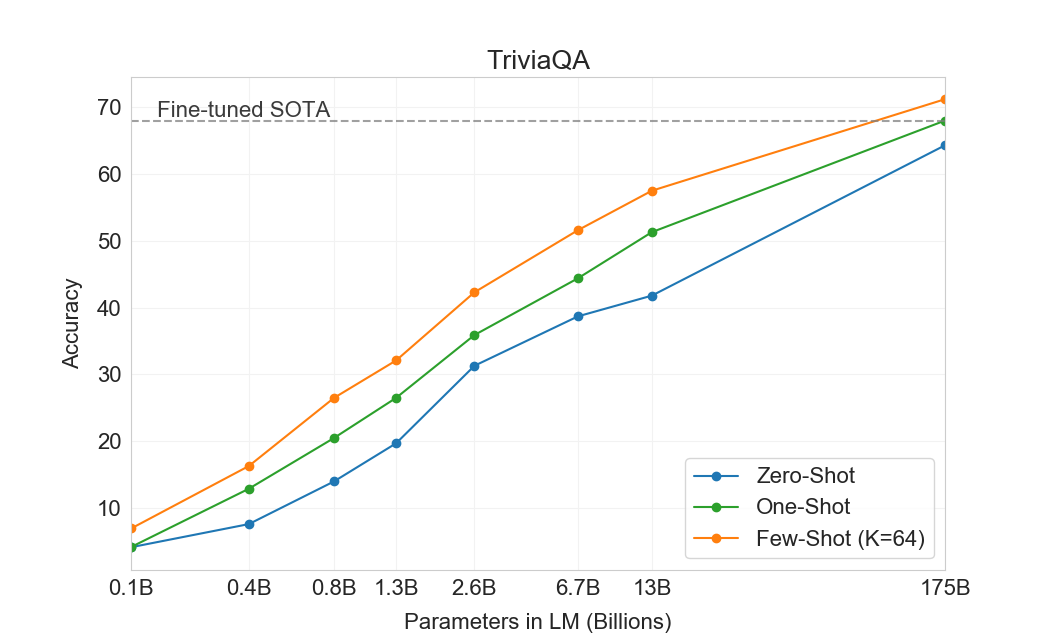 TriviaQA
Fine-tuned SOTA
70
60
50
40
30
20
10
Accuracy
Zero-Shot
One-Shot
Few-Shot (K=64)
0.1B 0.4B 0.8B 1.3B 2.6B 6.7B 13B 175B
Parameters in LM (Billions)